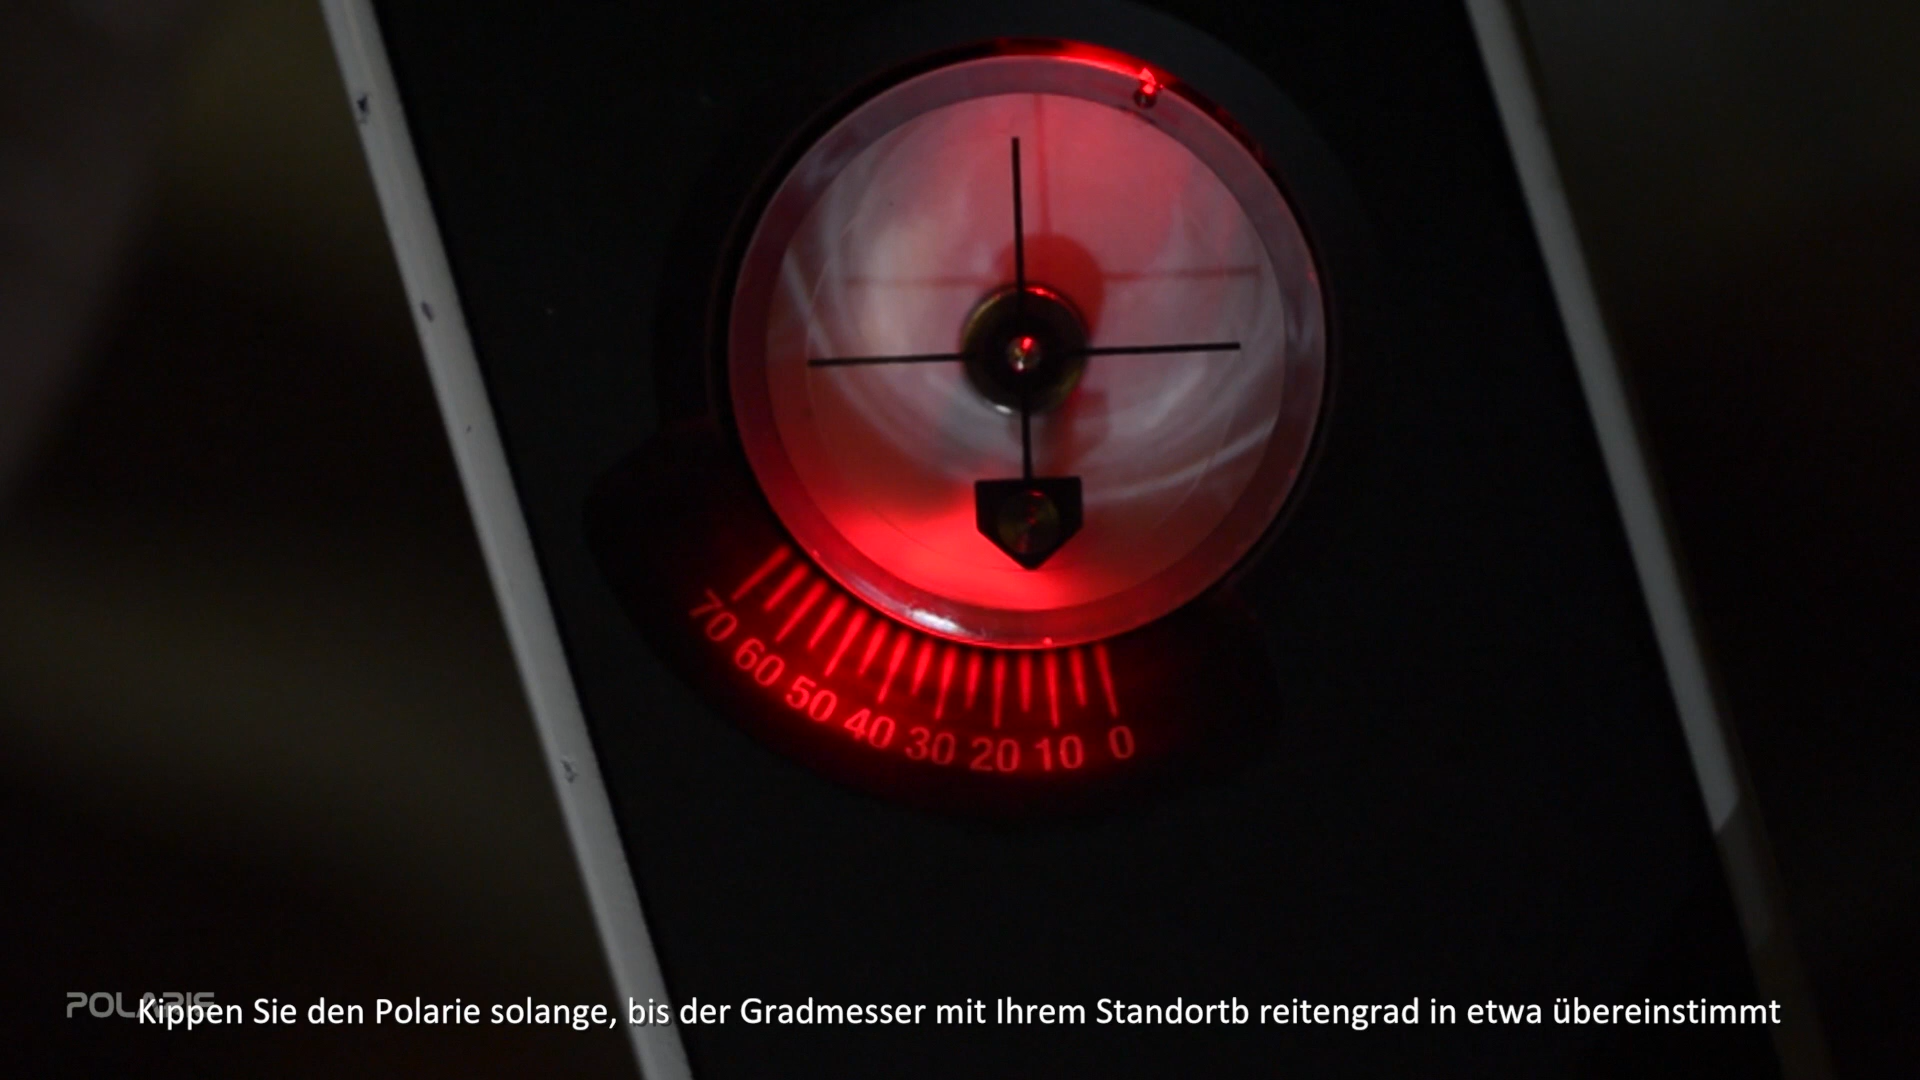 70 60 50 40 30 20 10 0
POLARIS
Kippen Sie den Polarie solange, bis der Gradmesser mit Ihrem Standortb reitengrad in etwa übereinstimmt